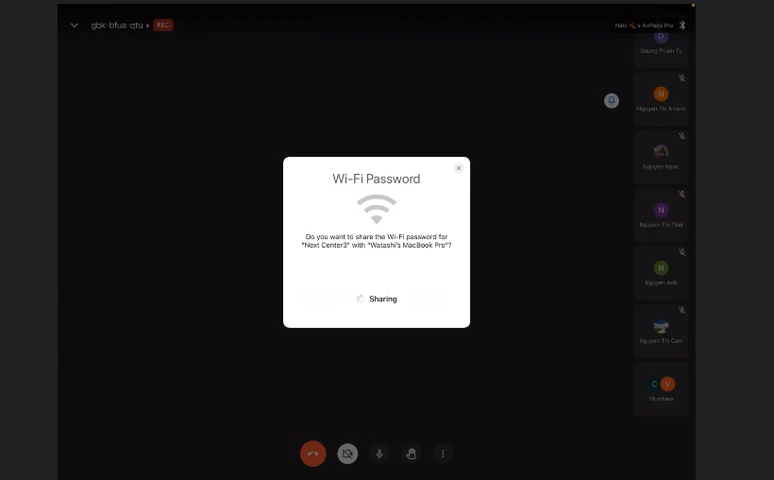 gbk-bfua-qtu
REC
Haki 's AirPods Pro
Duong Pham Tu
N
Nguyen Thi Khanh
Nguyen Ngoc
N
Nguyen Thi Thai
N
Nguyen Anh
Nguyen THi Cam
C V
78 others
Wi-Fi Password
Do you want to share the Wi-Fi password for
"Next Center3" with "Watashi's MacBook Pro"?
Sharing